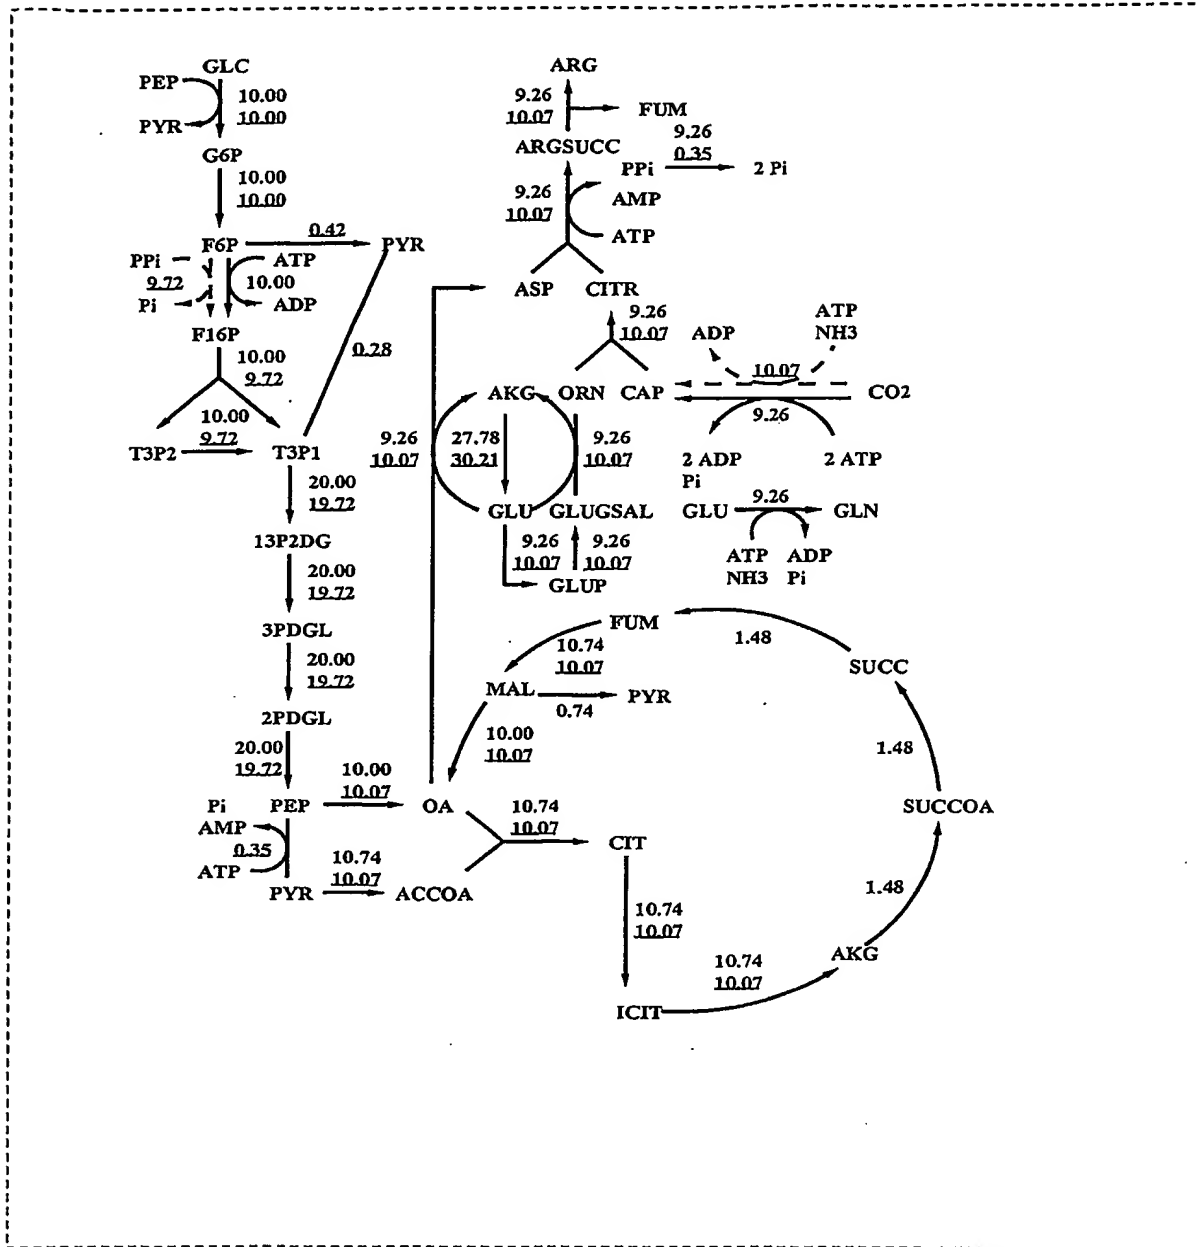 GLC
PEP
10.00
10.00
PYR
G6P
10.00
10.00
F6P
0.42
PYR
PPi
ATP
9.72
10.00
Pi
ADP
F16P
10.00
9.72
0.28
10.00
9.72
T3P2
T3P1
20.00
19.72
13P2DG
20.00
19.72
3PDGL
20.00
19.72
2PDGL
20.00
19.72
Pi
PEP
10.00
10.07
OA
AMP
0.35
ATP
PYR
10.74
10.07
ACCOA
ARG
9.26
10.07
FUM
ARGSUCC
9.26
0.35
PPi
2 Pi
9.26
10.07
AMP
ATP
ASP
CITR
9.26
10.07
ADP
ATP
NH3
10.07
AKG
ORN
CAP
CO2
9.26
9.26
10.07
27.78
30.21
9.26
10.07
2 ADP
Pi
2 ATP
GLU
GLUGSAL
GLU
9.26
GLN
9.26
10.07
9.26
10.07
ATP
NH3
ADP
Pi
GLUP
FUM
1.48
10.74
10.07
SUCC
MAL
0.74
PYR
10.00
10.07
1.48
SUCCOA
10.74
10.07
CIT
1.48
10.74
10.07
AKG
10.74
10.07
ICIT